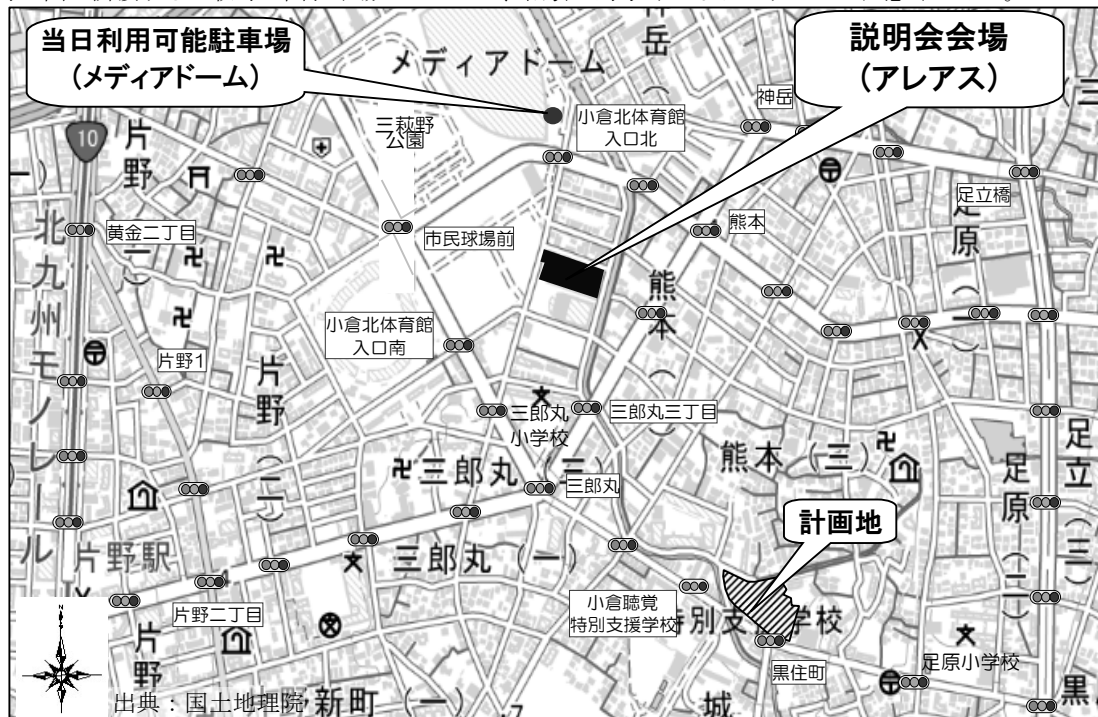 当日利用可能駐車場
(メディアドーム)
説明会会場
(アレアス)
メディアドーム
岳
神岳
(三)
三萩野
公園
小倉北体育館
入口北
10
片野
(一)
黄金二丁目
市民球場前
熊本
足立橋
足原(一)
北九州モノレール
小倉北体育館
入口南
熊本(一)
片野1
片野
(二)
三郎丸
小学校
三郎丸三丁目
三郎丸(三)
三郎丸
熊本(三)
足原(二)
足立(三)
計画地
片野駅
三郎丸(一)
片野二丁目
小倉聴覚
特別支援学校
特別支援学校
足原小学校
黒住町
片野
出典:国土地理院
新町(一)
城
黒